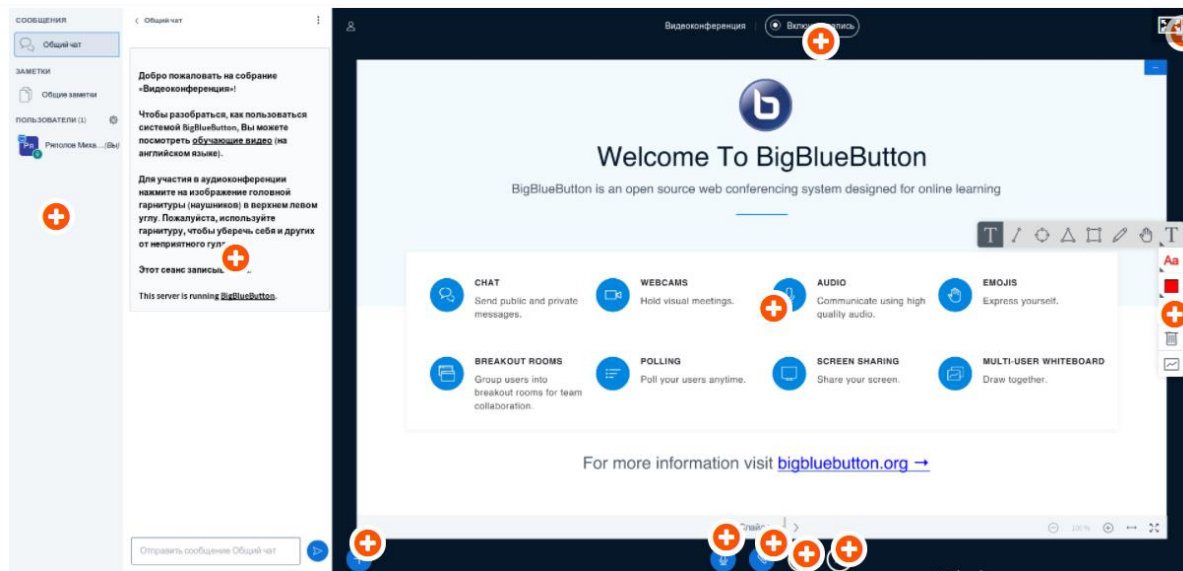 СООБЩЕНИЯ
Общий чат
ЗАМЕТКИ
Общие заметки
ПОЛЬЗОВАТЕЛИ (1)
Ря
(Вы)
Общий чат
Добро пожаловать на собрание
«Видеоконференция»!
Чтобы разобраться, как пользоваться
системой BigBlueButton, Вы можете
посмотреть обучающие видео (на
английском языке).
Для участия в аудиоконференции
нажмите на изображение головной
гарнитуры (наушников) в верхнем левом
углу. Пожалуйста, используйте
гарнитуру, чтобы уберечь себя и других
от неприятного
Этот сеанс
This server is running BigBlueButton.
Отправить сообщение Общий чат
Видеоконференция
b
Welcome To BigBlueButton
BigBlueButton is an open source web conferencing system designed for online learning
T T
Aa
CHAT
Send public and private
messages.
WEBCAMS
Hold visual meetings.
AUDIO
Communicate using high
quality audio.
EMOJIS
Express yourself.
BREAKOUT ROOMS
Group users into
breakout rooms for team
collaboration.
POLLING
Poll your users anytime.
SCREEN SHARING
Share your screen.
MULTI-USER WHITEBOARD
Draw together.
For more information visit bigbluebutton.org →
100%